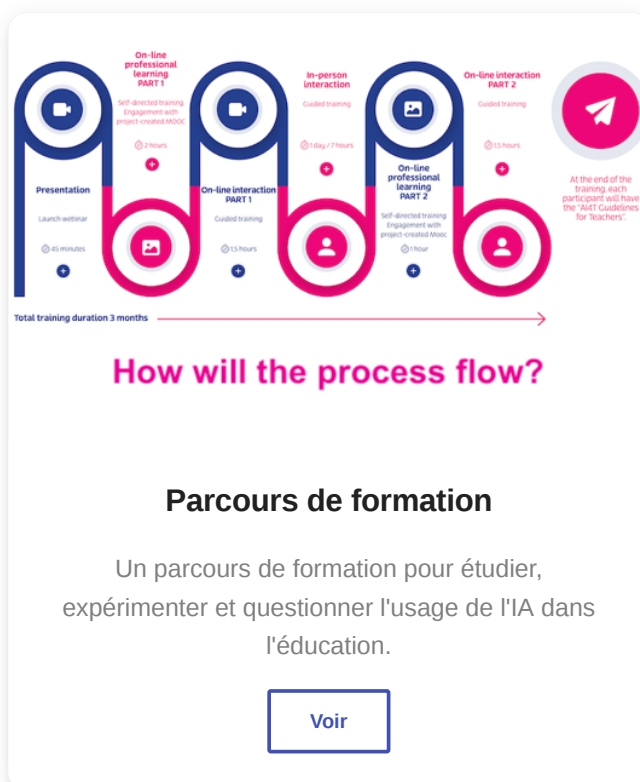 On-line
professional
learning
PART 1
Self-directed training
Engagement with
project-created MOOC
2 hours
In-person
interaction
Guided training
1 day / 7 hours
On-line interaction
PART 2
Guided training
1,5 hours
Presentation
Launch webinar
45 minutes
On-line interaction
PART 1
Guided training
1,5 hours
On-line
professional
learning
PART 2
Self-directed training
Engagement with
project-created Mooc
1 hour
At the end of the
training, each
participant will have
the "AI4T Guidelines
for Teachers".
Total training duration 3 months
How will the process flow?
Parcours de formation
Un parcours de formation pour étudier,
expérimenter et questionner l'usage de l'IA dans
l'éducation.
Voir